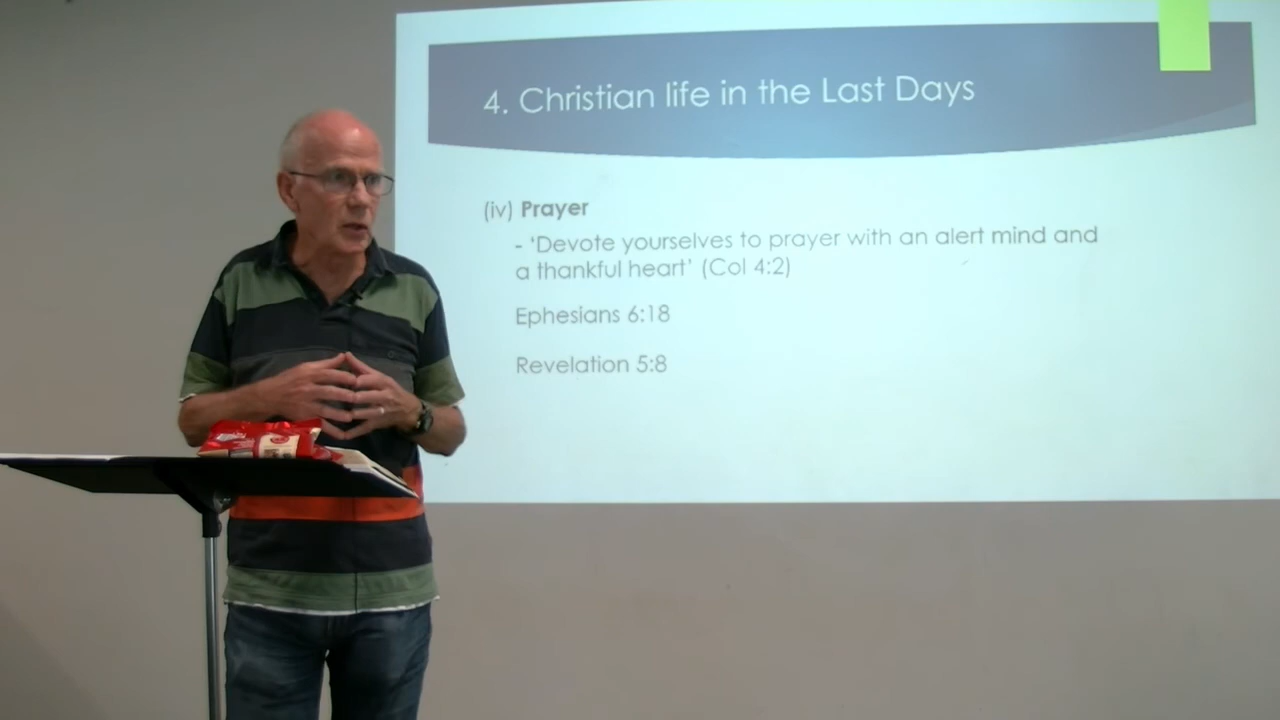 4. Christian life in the Last Days
(iv) Prayer
- ‘Devote yourselves to prayer with an alert mind and
a thankful heart’ (Col 4:2)
Ephesians 6:18
Revelation 5:8